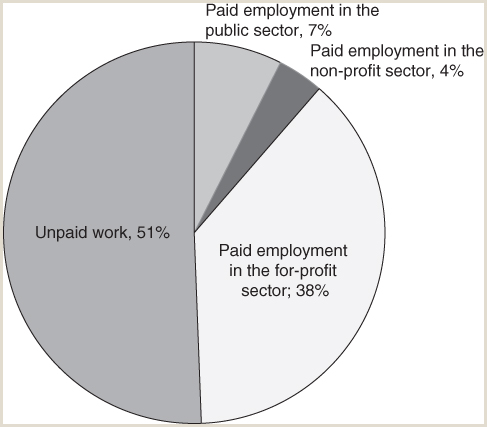 Paid employment in the
public sector, 7%
Paid employment in the
non-profit sector, 4%
Unpaid work, 51%
Paid employment
in the for-profit
sector; 38%